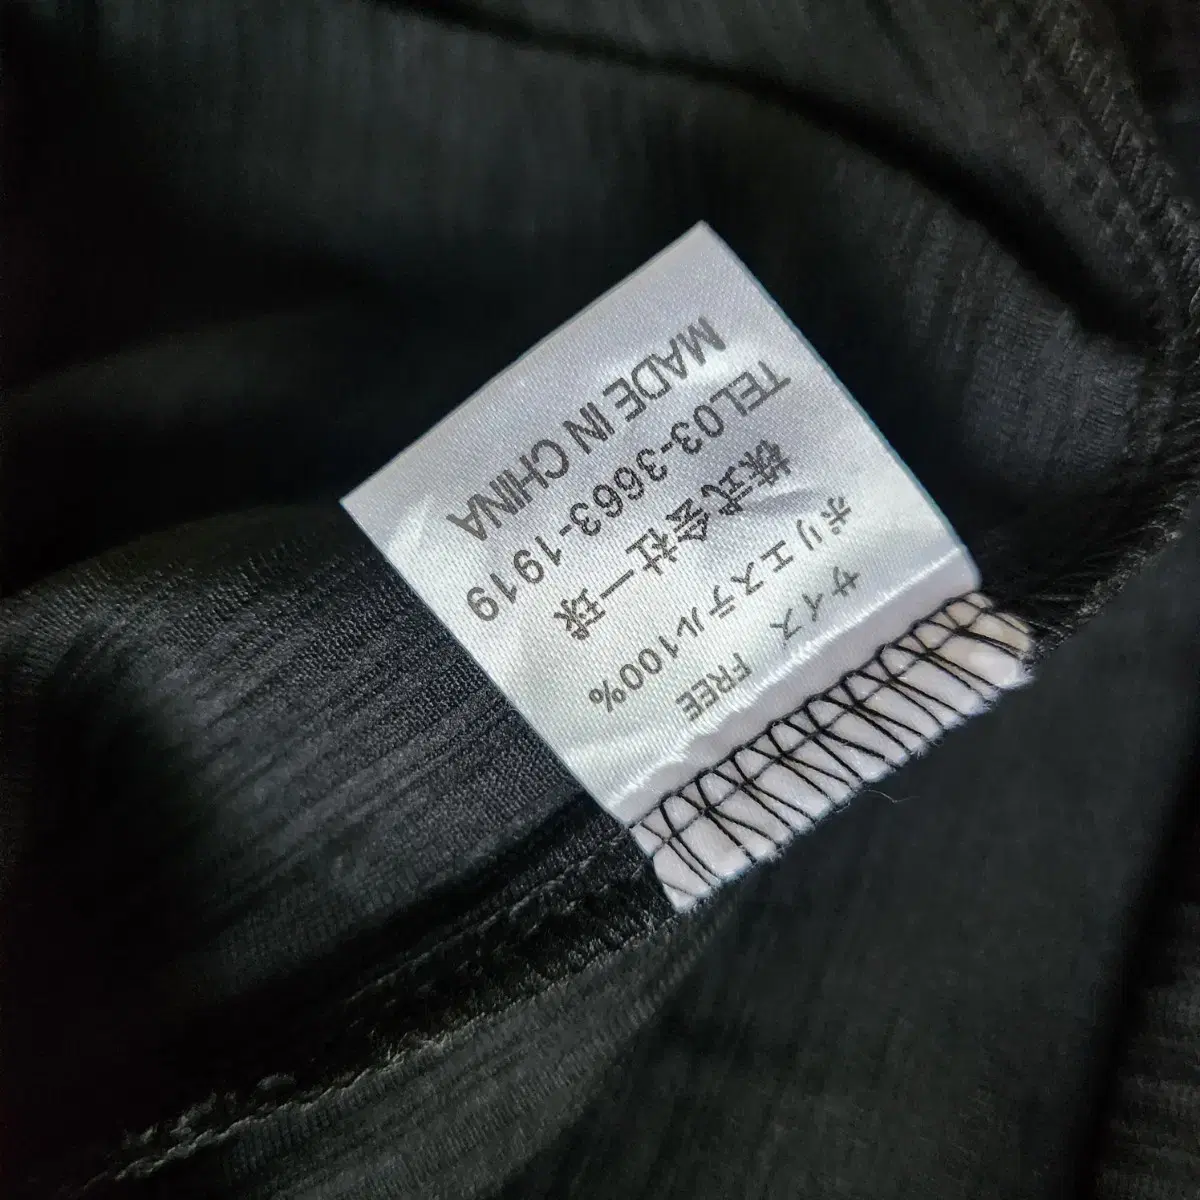 サイズ FREE
ポリエステル100%
株式会社一球
TEL03-3663-1919
MADE IN CHINA